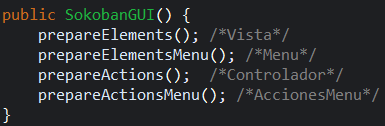 public SokobanGUI() {
prepareElements(); /*Vista*/
prepareElementsMenu(); /*Menu*/
prepareActions(); /*Controlador*/
prepareActionsMenu(); /*AccionesMenu*/
}